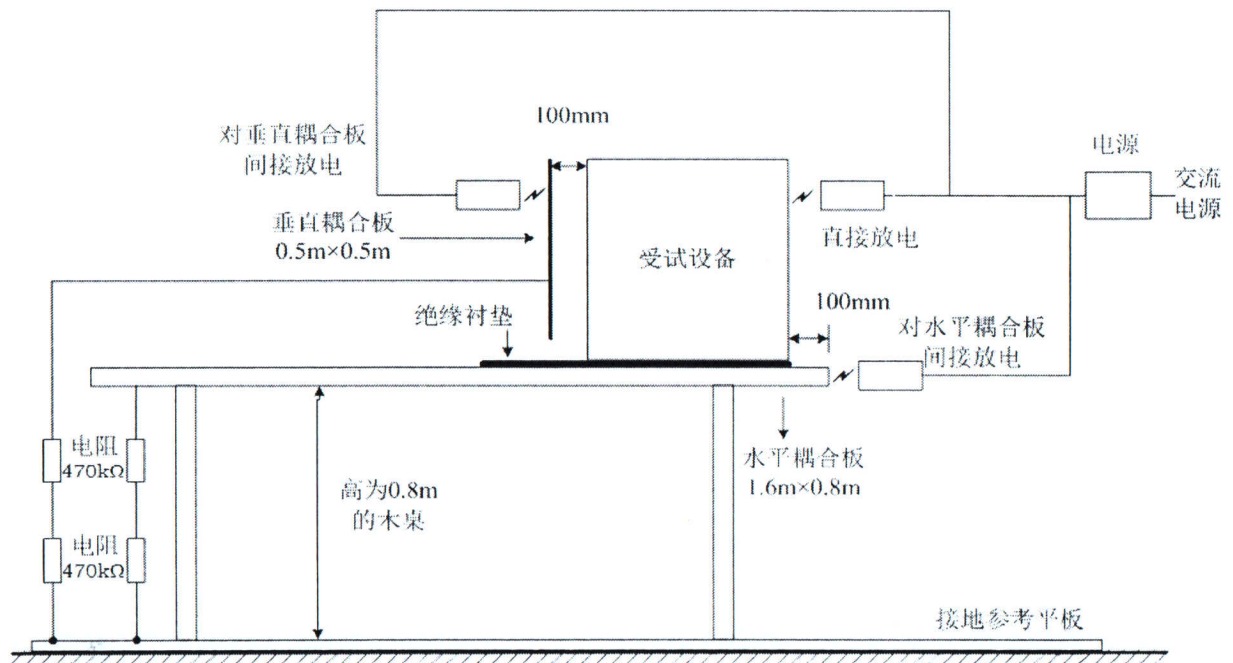 100mm
对垂直耦合板
间接放电
电源
交流
电源
垂直耦合板
0.5m×0.5m
直接放电
受试设备
100mm
绝缘衬垫
对水平耦合板
间接放电
电阻
470kΩ
水平耦合板
1.6m×0.8m
高为0.8m
的木桌
电阻
470kΩ
接地参考平板